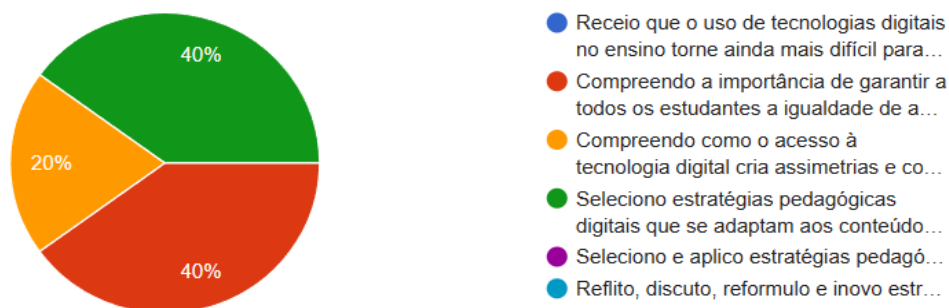 40%
20%
40%
Receio que o uso de tecnologias digitais
no ensino torne ainda mais difícil para…
Compreendo a importância de garantir a
todos os estudantes a igualdade de a…
Compreendo como o acesso à
tecnologia digital cria assimetrias e co…
Seleciono estratégias pedagógicas
digitais que se adaptam aos conteúdo…
Seleciono e aplico estratégias pedagó…
Reflito, discuto, reformulo e inovo estr…